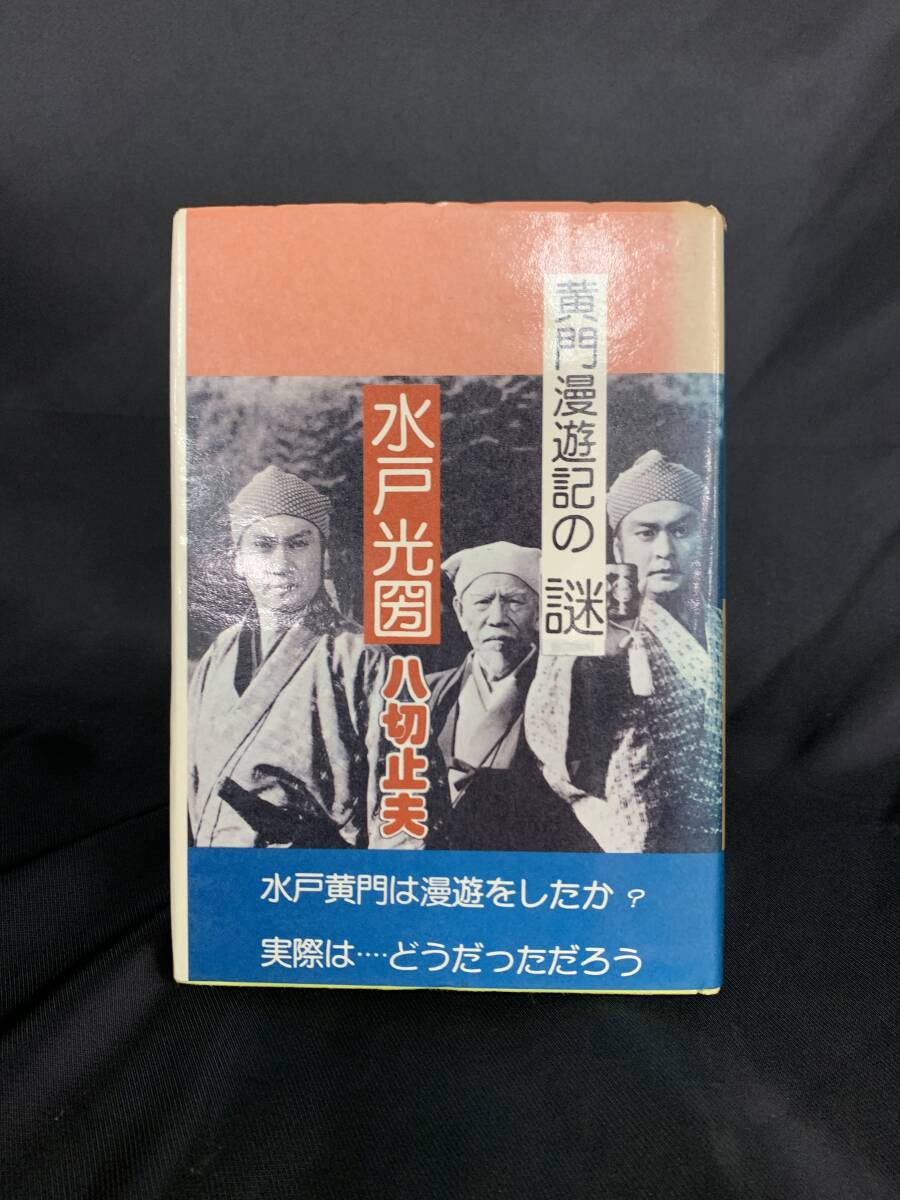 黄門漫遊記の謎
水戸光圀
八切止夫
水戸黄門は漫遊をしたか?
実際は‥‥どうだっただろう